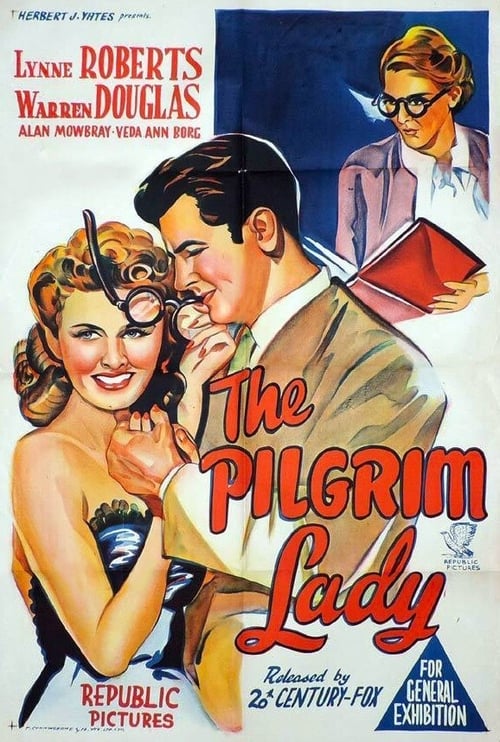 HERBERT J. YATES presents
LYNNE ROBERTS
WARREN DOUGLAS
ALAN MOWBRAY · VEDA ANN BORG
The
PILGRIM
Lady
REPUBLIC
PICTURES
Released by
20th CENTURY-FOX
REPUBLIC
PICTURES
FOR
GENERAL
EXHIBITION